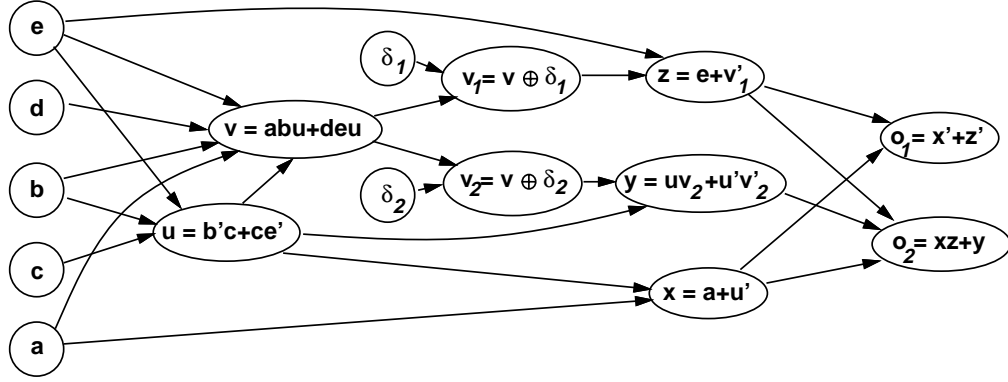 e
d
b
c
a
v = abu+deu
u = b'c+ce'
δ1
δ2
v1= v ⊕ δ1
v2= v ⊕ δ2
z = e+v'1
y = uv2+u'v'2
x = a+u'
o1= x'+z'
o2= xz+y